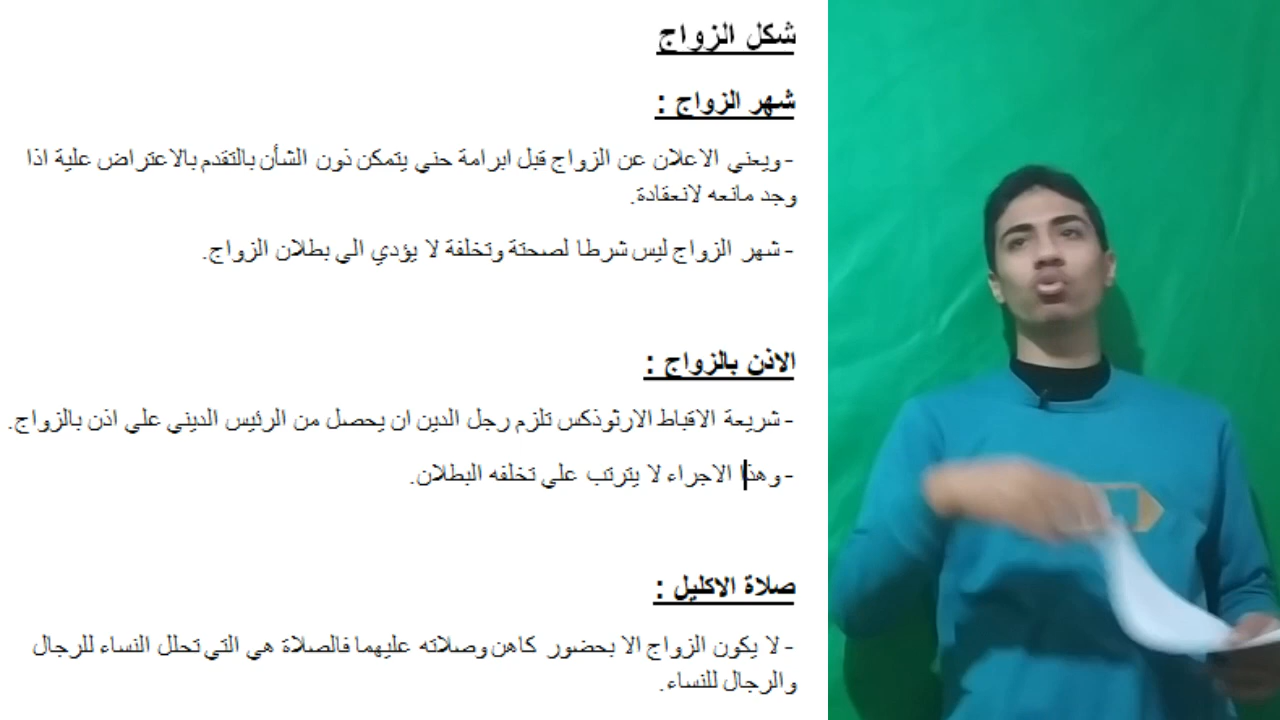 شكل الزواج
شهر الزواج :
- ويعني الاعلان عن الزواج قبل ابرامة حني يتمكن ذون الشأن بالتقدم بالاعتراض علية اذا
وجد مانعه لانعقادة.
- شهر الزواج ليس شرطا لصحتة وتخلفة لا يؤدي الي بطلان الزواج.
الاذن بالزواج :
- شريعة الاقباط الارثوذكس تلزم رجل الدين ان يحصل من الرئيس الديني علي اذن بالزواج.
- وهذا الاجراء لا يترتب علي تخلفه البطلان.
صلاة الاكليل :
- لا يكون الزواج الا بحضور كاهن وصلاته عليهما فالصلاة هي التي تحلل النساء للرجال
والرجال للنساء.